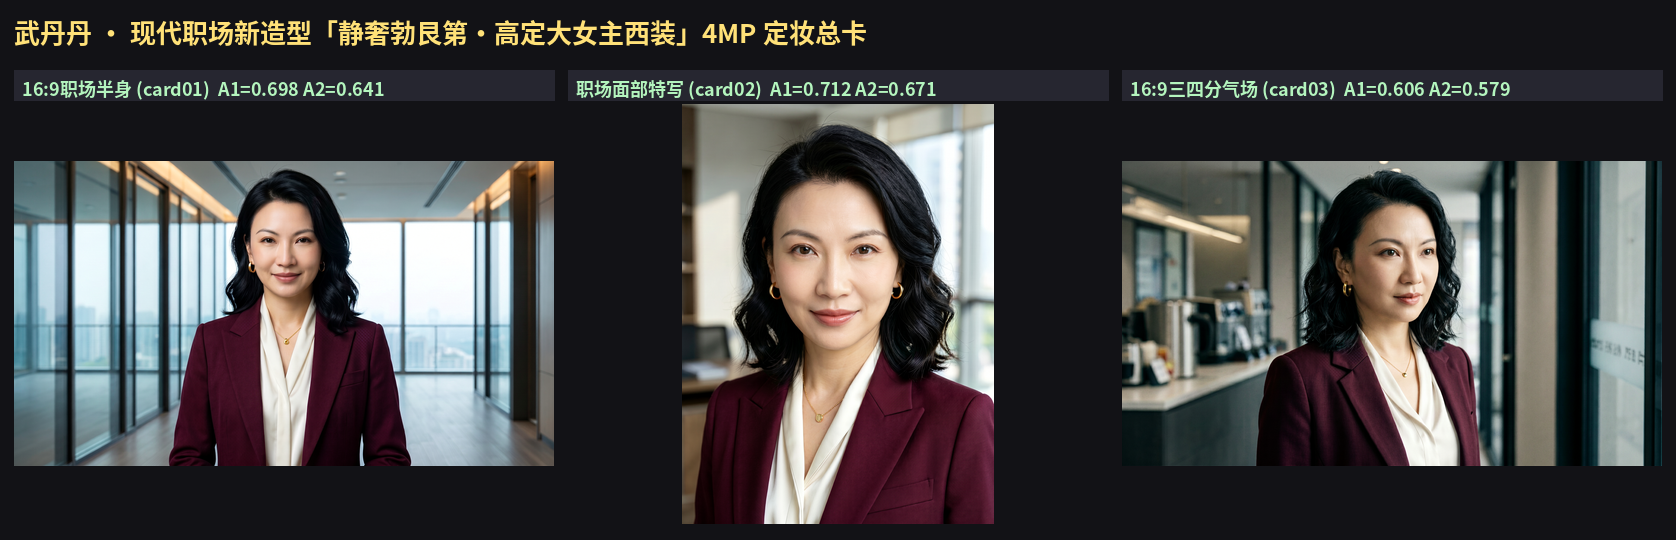 武丹丹 · 现代职场新造型「静奢勃艮第·高定大女主西装」4MP 定妆总卡
16:9职场半身 (card01) A1=0.698 A2=0.641
职场面部特写 (card02) A1=0.712 A2=0.671
16:9三四分气场 (card03) A1=0.606 A2=0.579